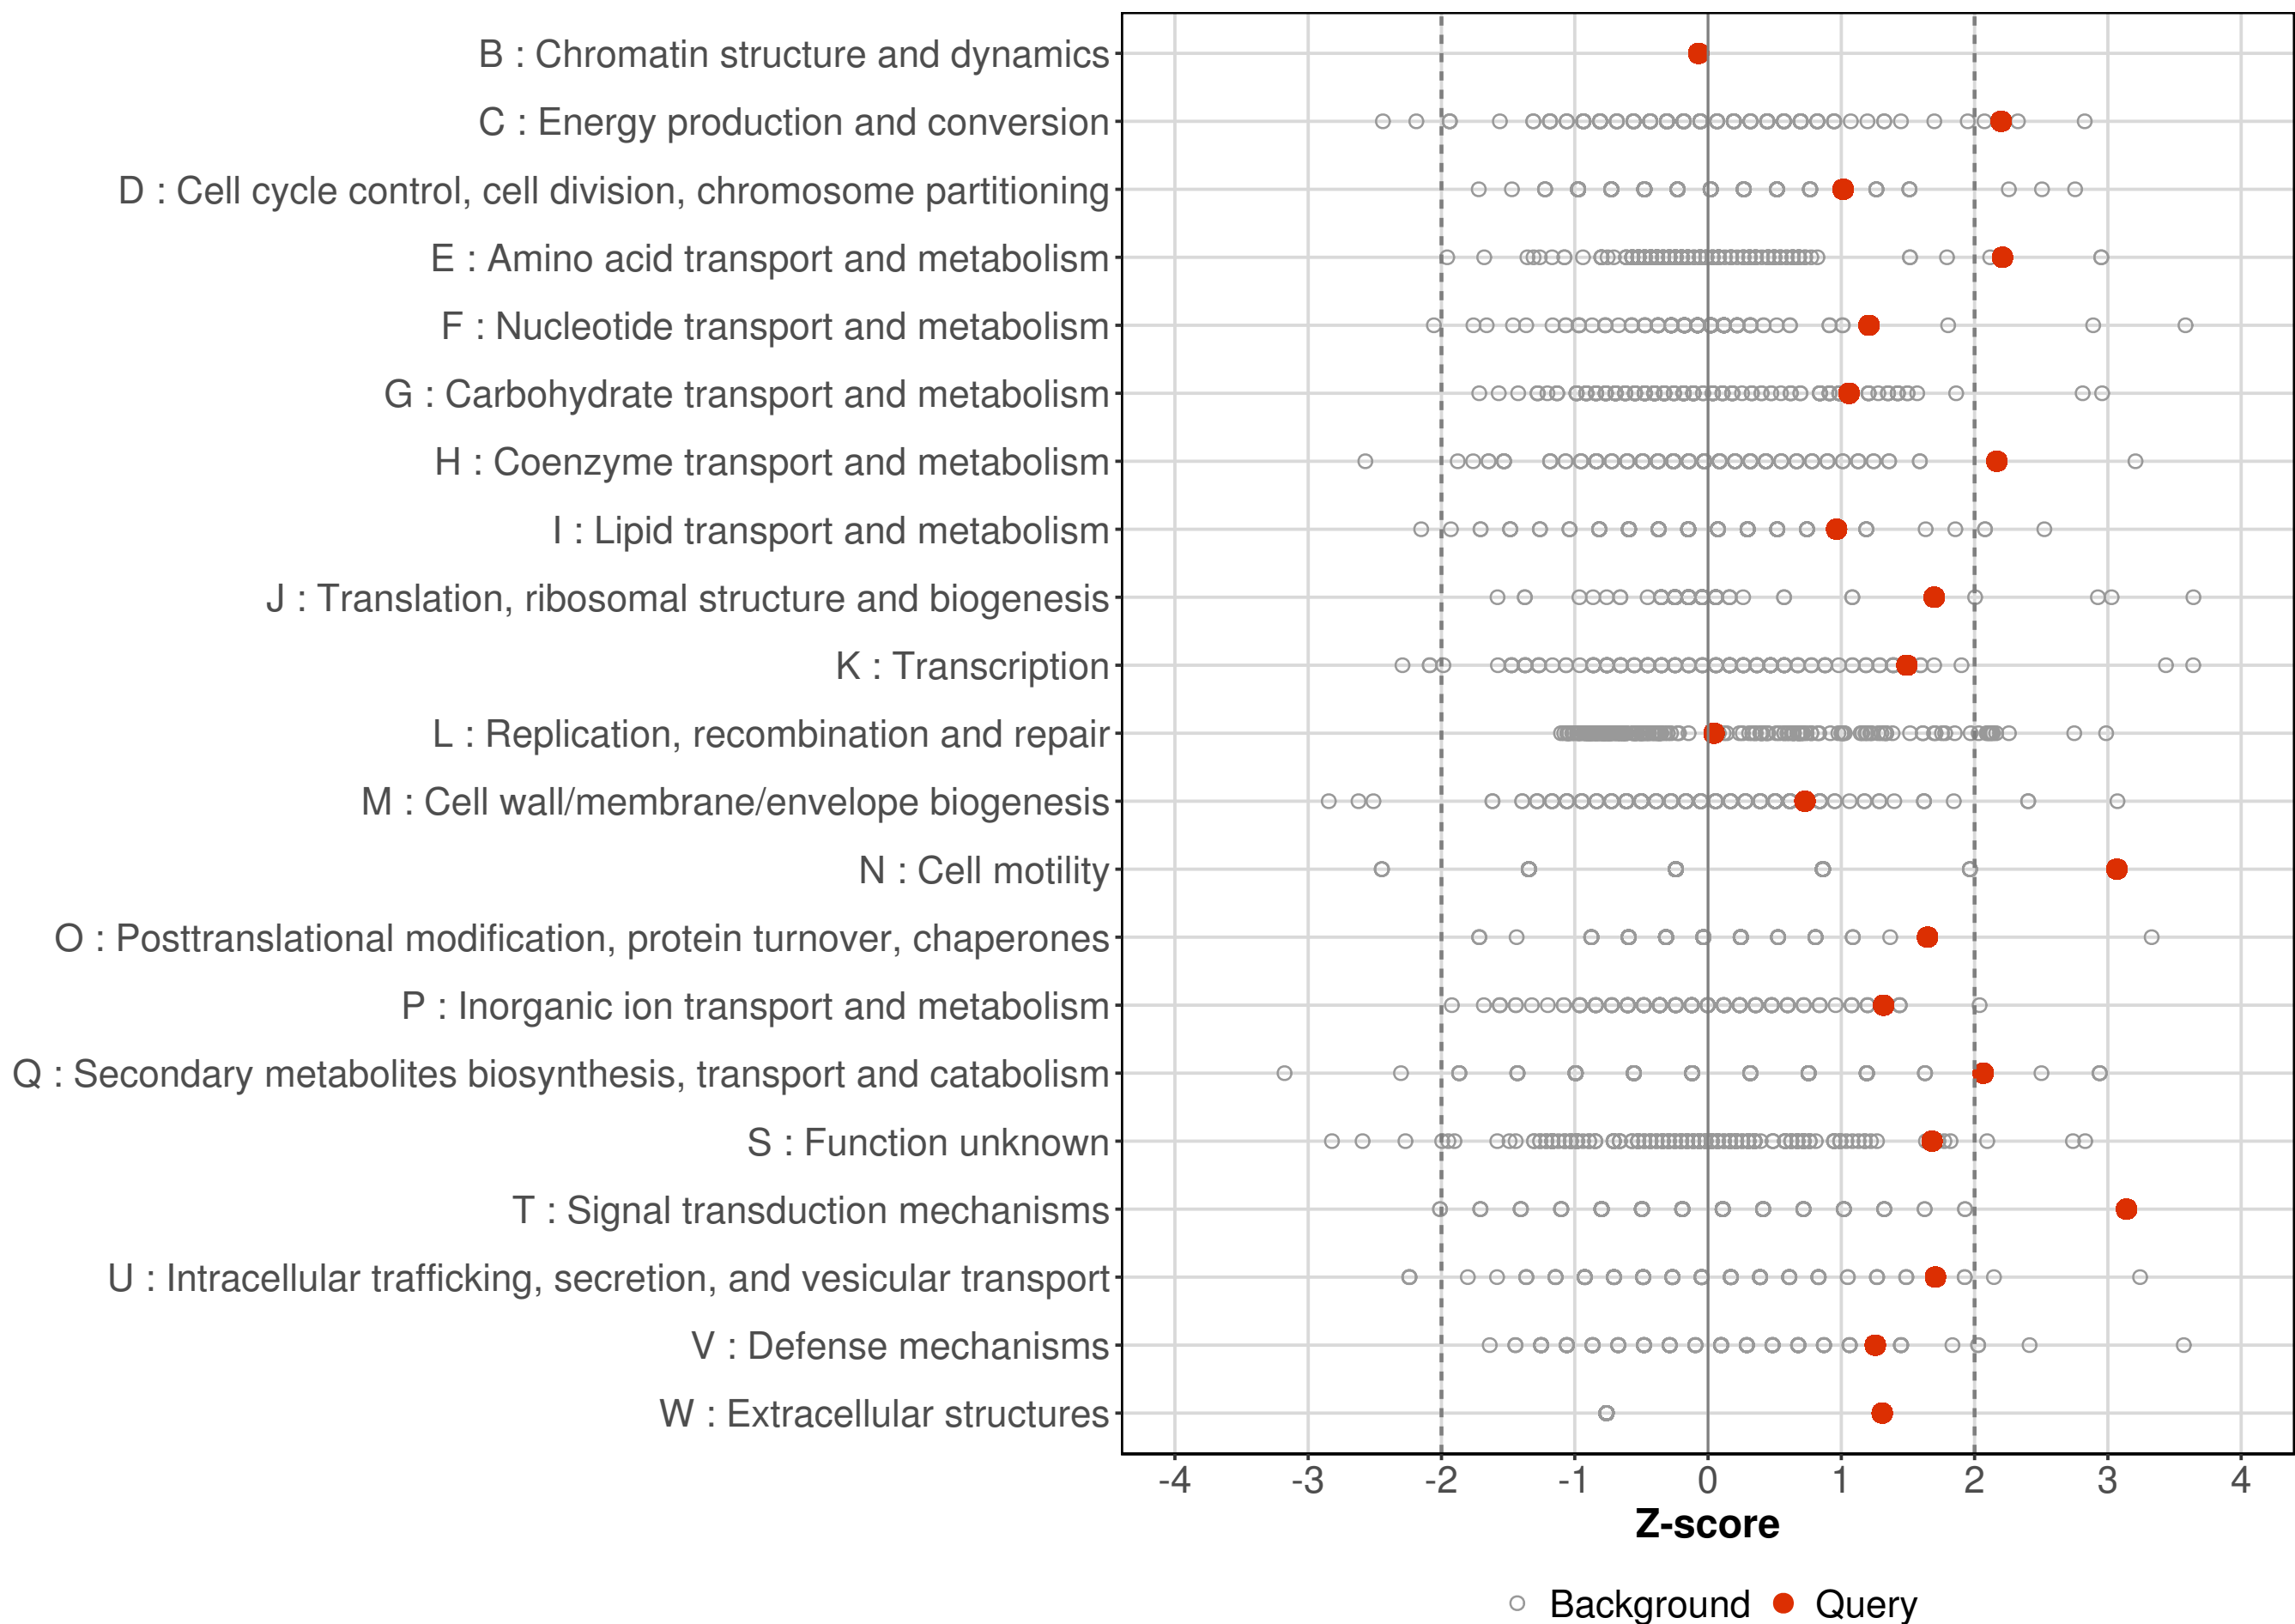 B : Chromatin structure and dynamics
C : Energy production and conversion
D : Cell cycle control, cell division, chromosome partitioning
E : Amino acid transport and metabolism
F : Nucleotide transport and metabolism
G : Carbohydrate transport and metabolism
H : Coenzyme transport and metabolism
I : Lipid transport and metabolism
J : Translation, ribosomal structure and biogenesis
K : Transcription
L : Replication, recombination and repair
M : Cell wall/membrane/envelope biogenesis
N : Cell motility
O : Posttranslational modification, protein turnover, chaperones
P : Inorganic ion transport and metabolism
Q : Secondary metabolites biosynthesis, transport and catabolism
S : Function unknown
T : Signal transduction mechanisms
U : Intracellular trafficking, secretion, and vesicular transport
V : Defense mechanisms
W : Extracellular structures
-4 -3 -2 -1 0 1 2 3 4
Z-score
Background Query